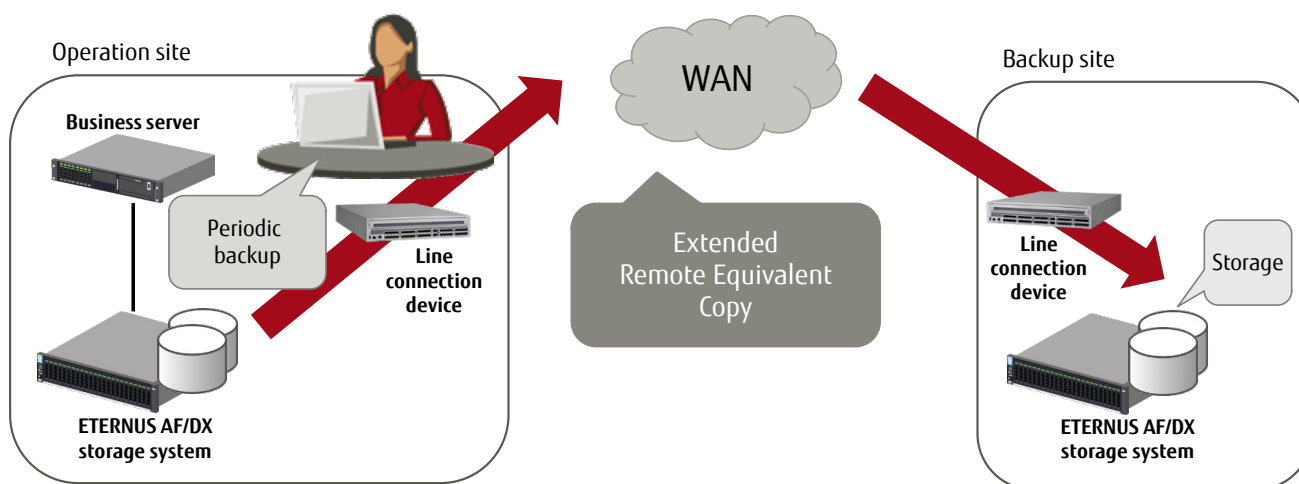 Operation site
Business server
Periodic
backup
Line
connection
device
ETERNUS AF/DX
storage system
WAN
Extended
Remote Equivalent
Copy
Backup site
Line
connection
device
Storage
ETERNUS AF/DX
storage system